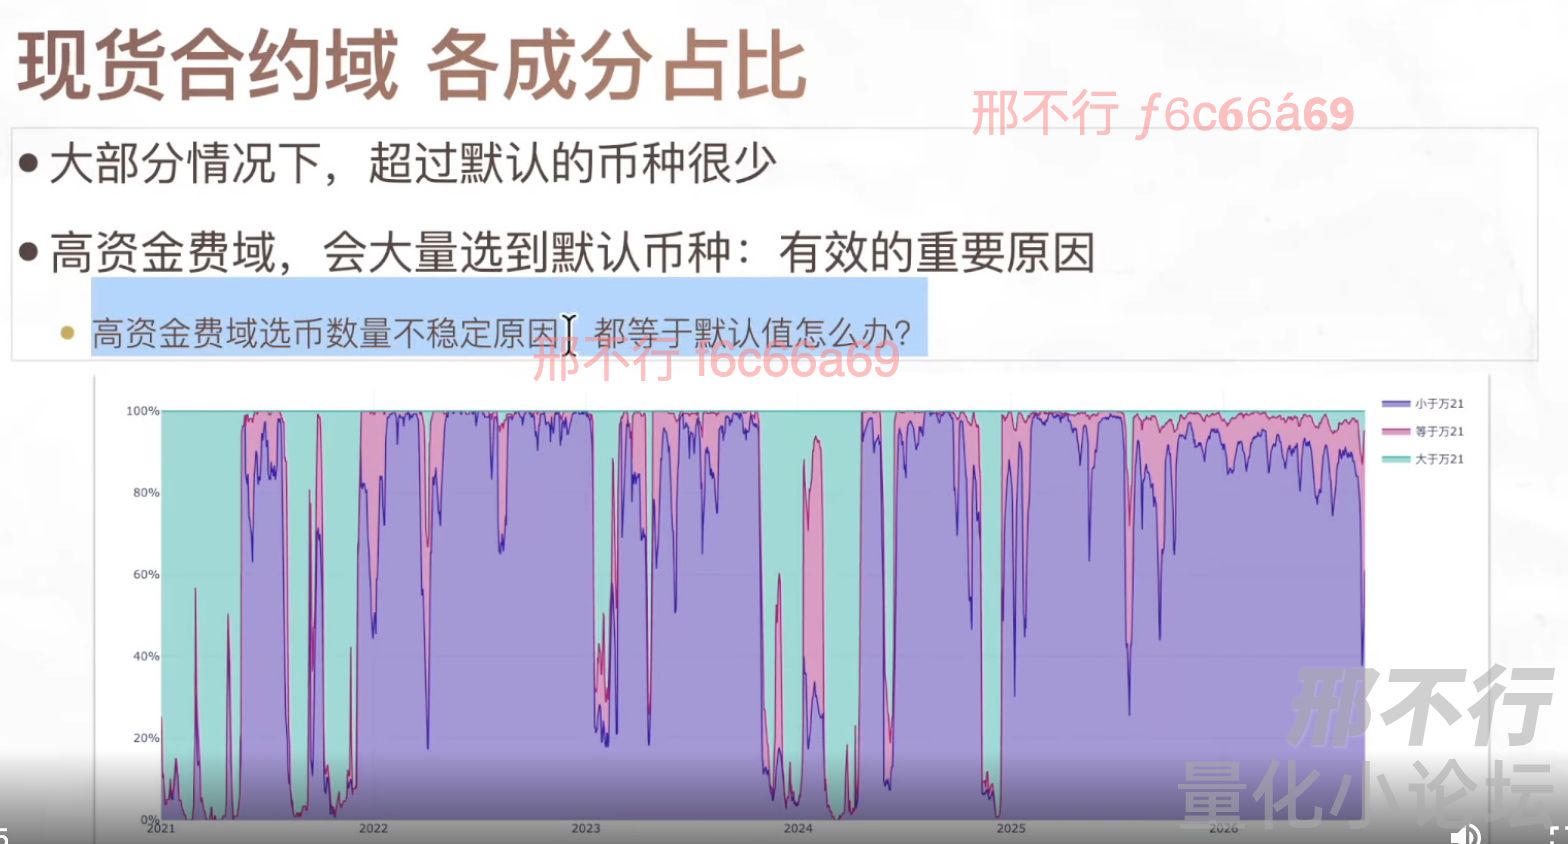 现货合约域 各成分占比
邢不行 f6c66á69
大部分情况下，超过默认的币种很少
高资金费域，会大量选到默认币种：有效的重要原因
高资金费域选币数量不稳定原因，都等于默认值怎么办？
邢不行 f6c66a69
100%
80%
60%
40%
20%
0%
2021
2022
2023
2024
2025
2026
小于万21
等于万21
大于万21
邢不行
量化小论坛